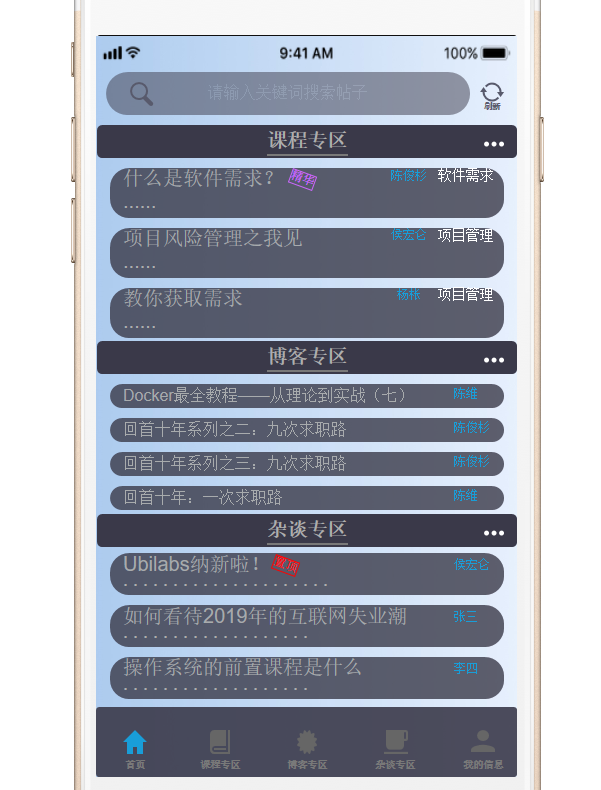 9:41 AM 100%
请输入关键词搜索帖子 刷新
课程专区
什么是软件需求？ 精华 陈俊杉 软件需求
......
项目风险管理之我见 侯宏仑 项目管理
......
教你获取需求 杨枨 项目管理
......
博客专区
Docker最全教程——从理论到实战（七） 陈维
回首十年系列之二：九次求职路 陈俊杉
回首十年系列之三：九次求职路 陈俊杉
回首十年：一次求职路 陈维
杂谈专区
Ubilabs纳新啦！ 置顶 侯宏仑
如何看待2019年的互联网失业潮 张三
操作系统的前置课程是什么 李四
首页 课程专区 博客专区 杂谈专区 我的信息